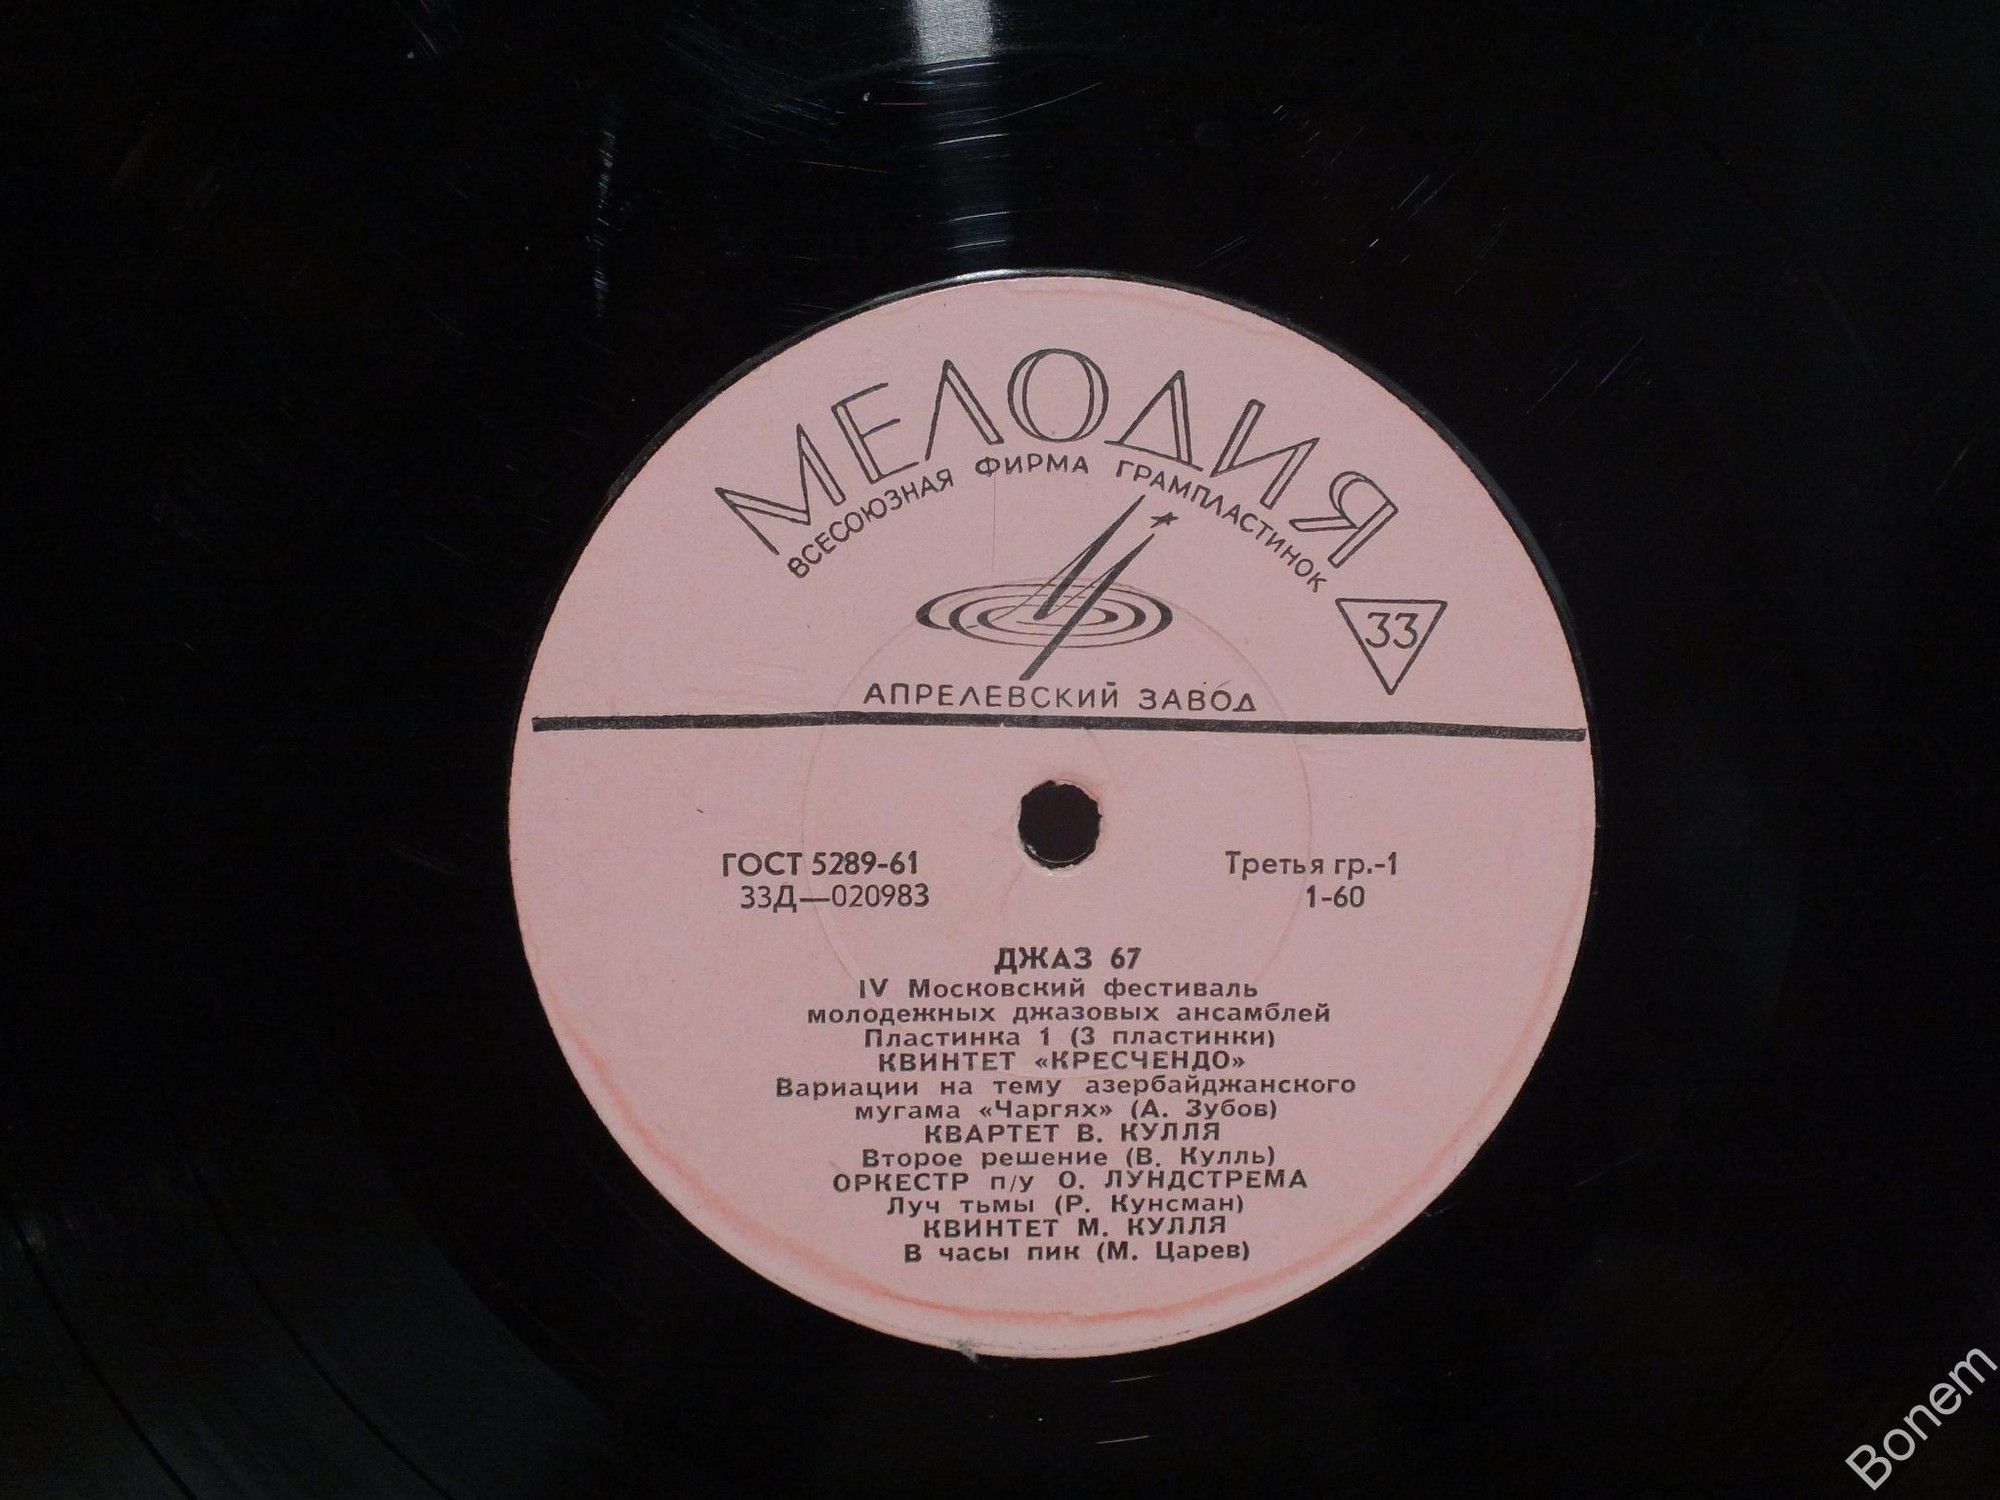 МЕЛОДИЯ
ВСЕСОЮЗНАЯ ФИРМА ГРАМПЛАСТИНОК
33
АПРЕЛЕВСКИЙ ЗАВОД
ГОСТ 5289-61
33Д—020983
Третья гр.-1
1-60
ДЖАЗ 67
IV Московский фестиваль
молодежных джазовых ансамблей
Пластинка 1 (3 пластинки)
КВИНТЕТ «КРЕСЧЕНДО»
Вариации на тему азербайджанского
мугама «Чаргях» (А. Зубов)
КВАРТЕТ В. КУЛЛЯ
Второе решение (В. Кулль)
ОРКЕСТР п/у О. ЛУНДСТРЕМА
Луч тьмы (Р. Кунсман)
КВИНТЕТ М. КУЛЛЯ
В часы пик (М. Царев)
Bonem